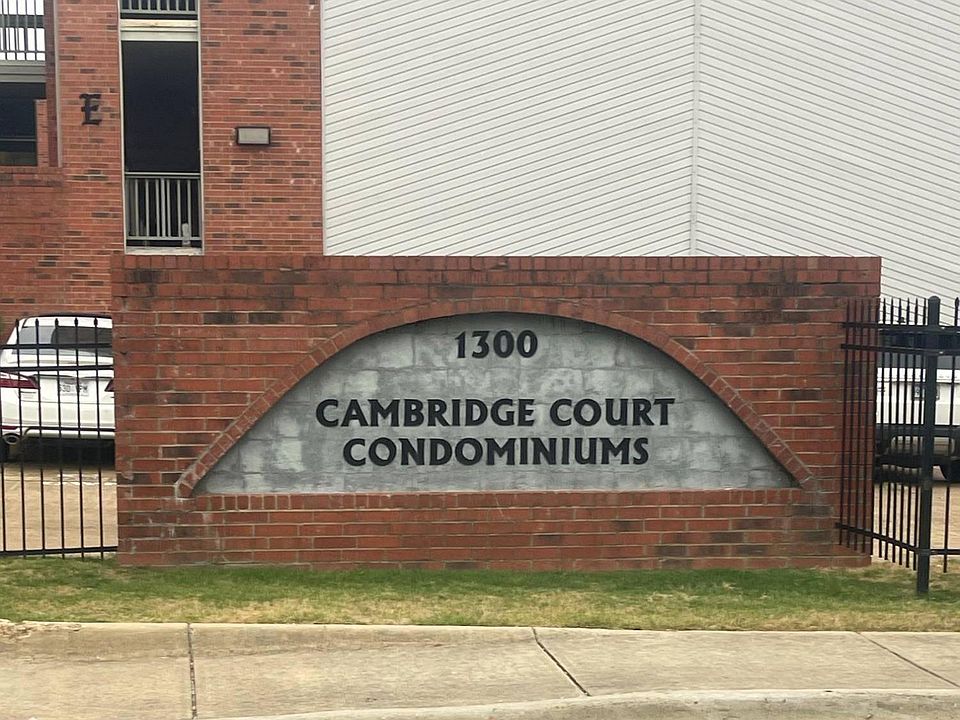 E
1300
CAMBRIDGE COURT
CONDOMINIUMS